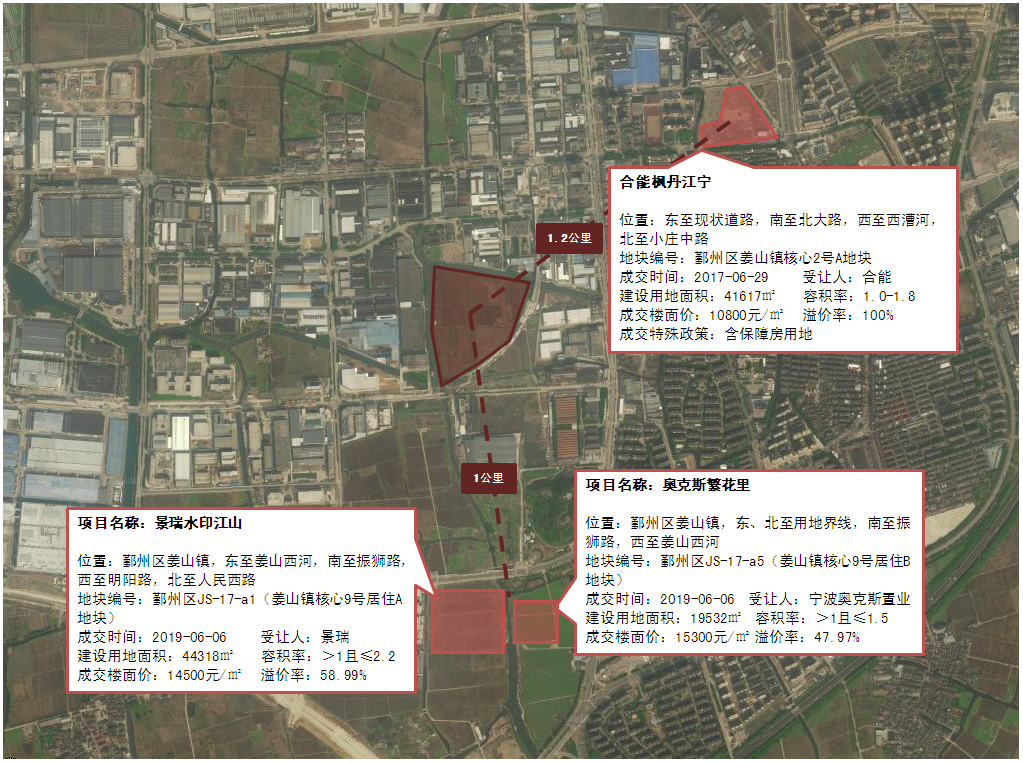 合能枫丹江宁
位置：东至现状道路，南至北大路，西至西漕河，
北至小庄中路
地块编号：鄞州区姜山镇核心2号A地块
成交时间：2017-06-29 受让人：合能
建设用地面积：41617㎡ 容积率：1.0-1.8
成交楼面价：10800元/㎡ 溢价率：100%
成交特殊政策：含保障房用地
1.2公里
1公里
项目名称：奥克斯繁花里
位置：鄞州区姜山镇，东、北至用地界线，南至振
狮路，西至姜山西河
地块编号：鄞州区JS-17-a5（姜山镇核心9号居住B
地块）
成交时间：2019-06-06 受让人：宁波奥克斯置业
建设用地面积：19532㎡ 容积率：＞1且≤1.5
成交楼面价：15300元/㎡ 溢价率：47.97%
项目名称：景瑞水印江山
位置：鄞州区姜山镇，东至姜山西河，南至振狮路，
西至明阳路，北至人民西路
地块编号：鄞州区JS-17-a1（姜山镇核心9号居住A
地块）
成交时间：2019-06-06 受让人：景瑞
建设用地面积：44318㎡ 容积率：＞1且≤2.2
成交楼面价：14500元/㎡ 溢价率：58.99%